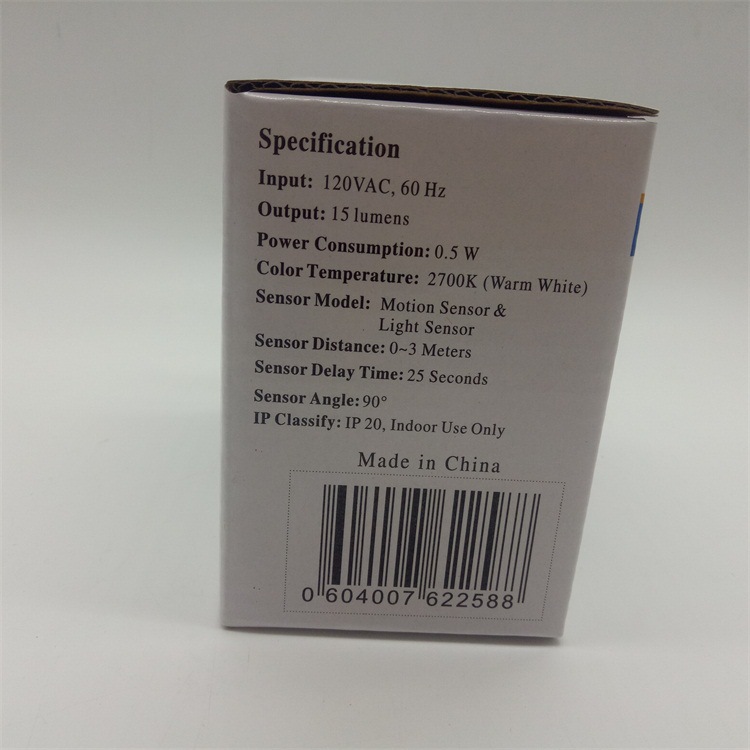 Specification
Input: 120VAC, 60 Hz
Output: 15 lumens
Power Consumption: 0.5 W
Color Temperature: 2700K (Warm White)
Sensor Model: Motion Sensor &
Light Sensor
Sensor Distance: 0~3 Meters
Sensor Delay Time: 25 Seconds
Sensor Angle: 90°
IP Classify: IP 20, Indoor Use Only
Made in China
0 604007 622588